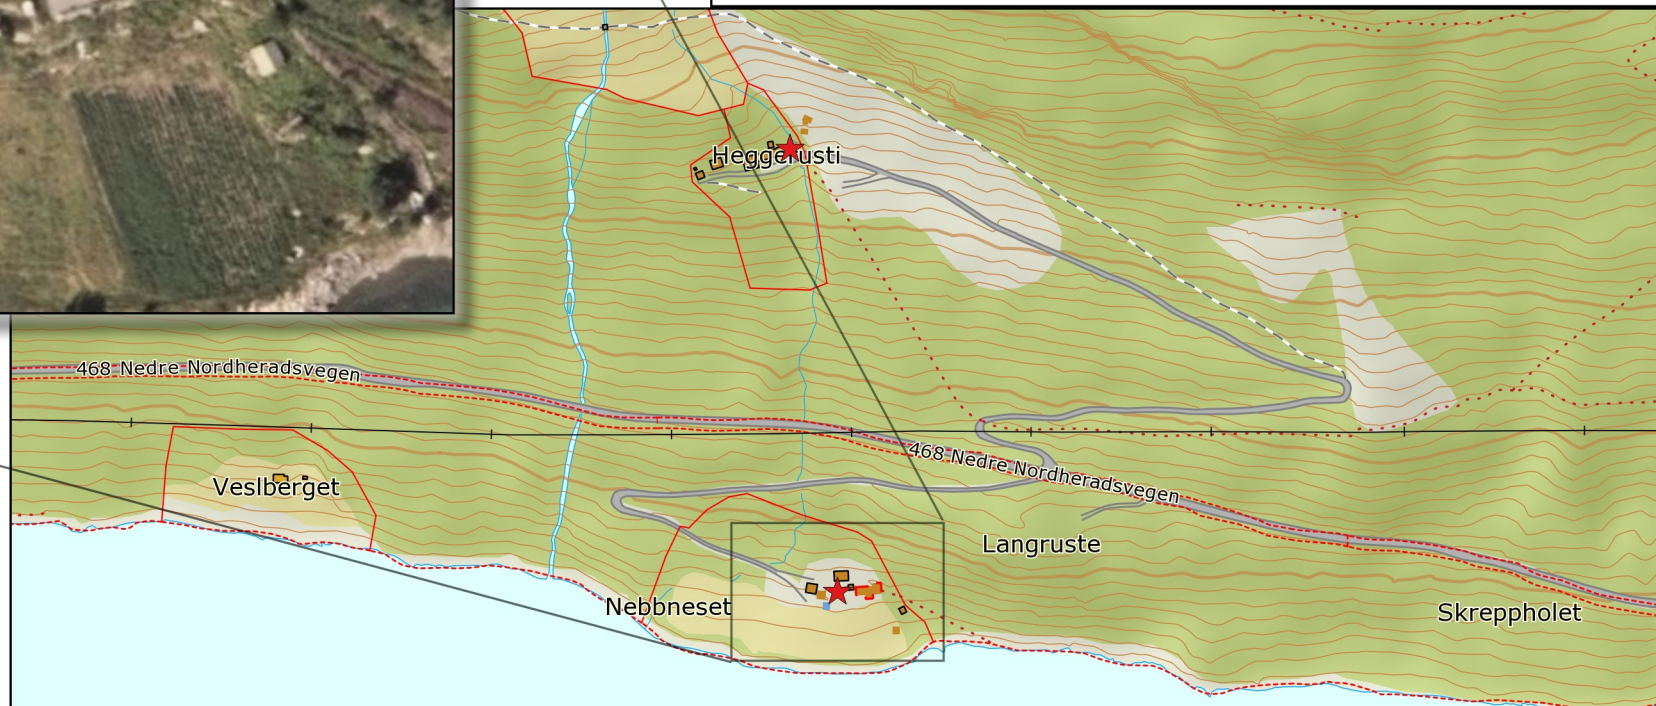 Heggerusti
468 Nedre Nordheradsvegen
468 Nedre Nordheradsvegen
Veslberget
Langruste
Nebbneset
Skreppholet